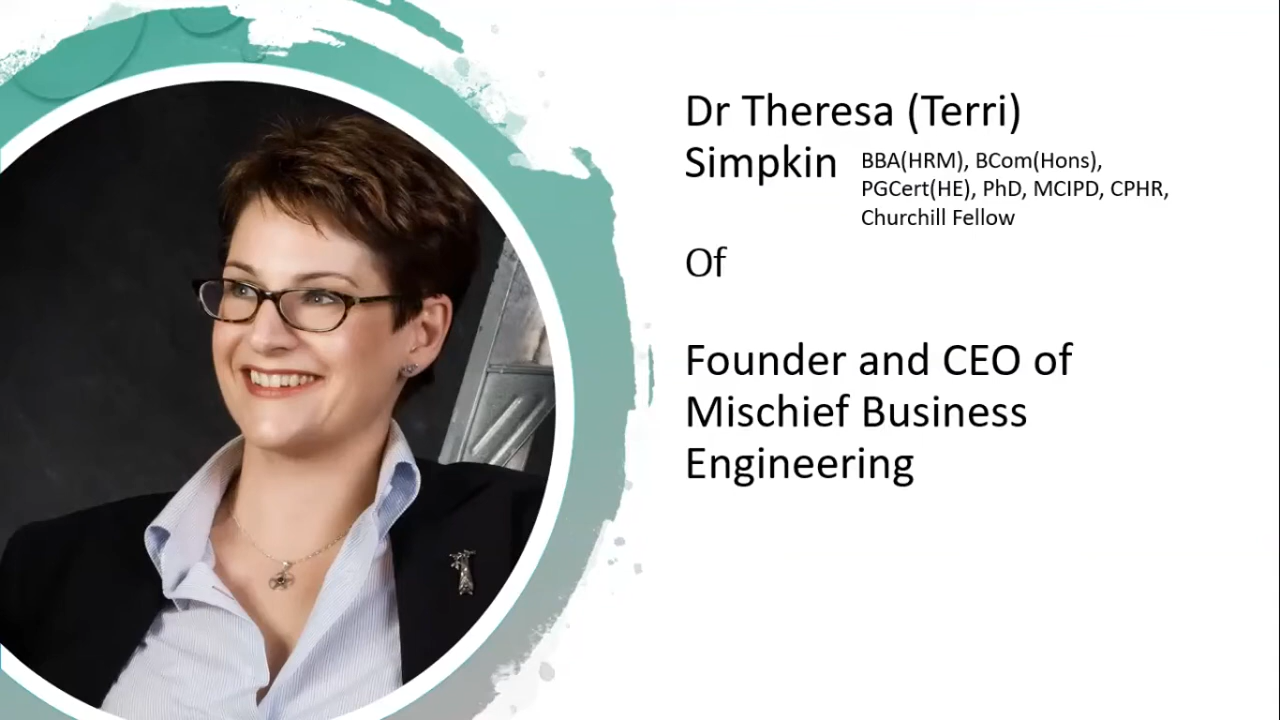 Dr Theresa (Terri)
Simpkin BBA(HRM), BCom(Hons),
PGCert(HE), PhD, MCIPD, CPHR,
Churchill Fellow
Of
Founder and CEO of
Mischief Business
Engineering